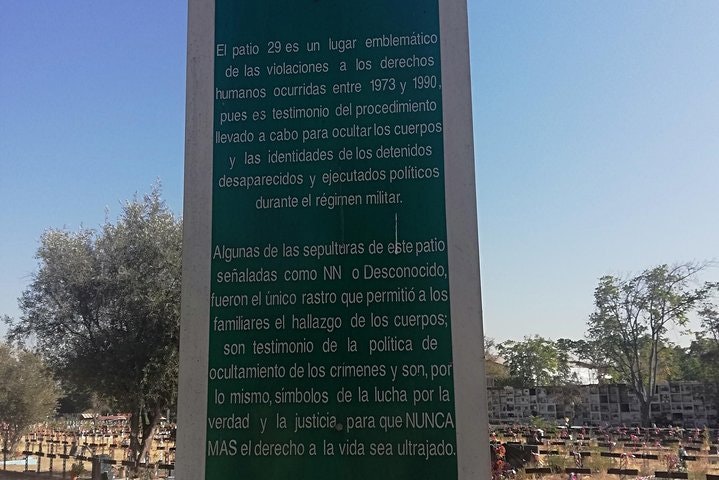 El patio 29 es un lugar emblemático
de las violaciones a los derechos
humanos ocurridas entre 1973 y 1990,
pues es testimonio del procedimiento
llevado a cabo para ocultar los cuerpos
y las identidades de los detenidos
desaparecidos y ejecutados políticos
durante el régimen militar.
Algunas de las sepulturas de este patio
señaladas como NN o Desconocido,
fueron el único rastro que permitió a los
familiares el hallazgo de los cuerpos;
son testimonio de la política de
ocultamiento de los crimenes y son, por
lo mismo, símbolos de la lucha por la
verdad y la justicia, para que NUNCA
MAS el derecho a la vida sea ultrajado.